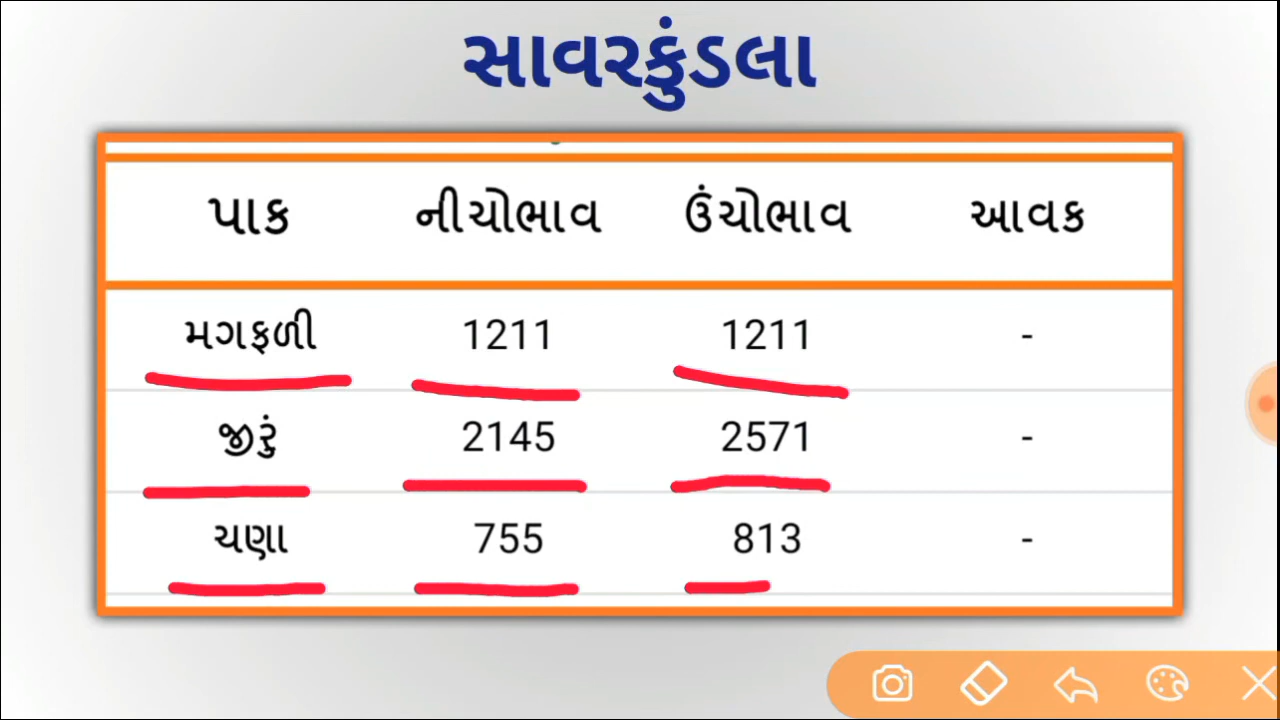 સાવરકુંડલા
પાક નીચોભાવ ઉંચોભાવ આવક
મગફળી 1211 1211 -
જીરું 2145 2571 -
ચણા 755 813 -